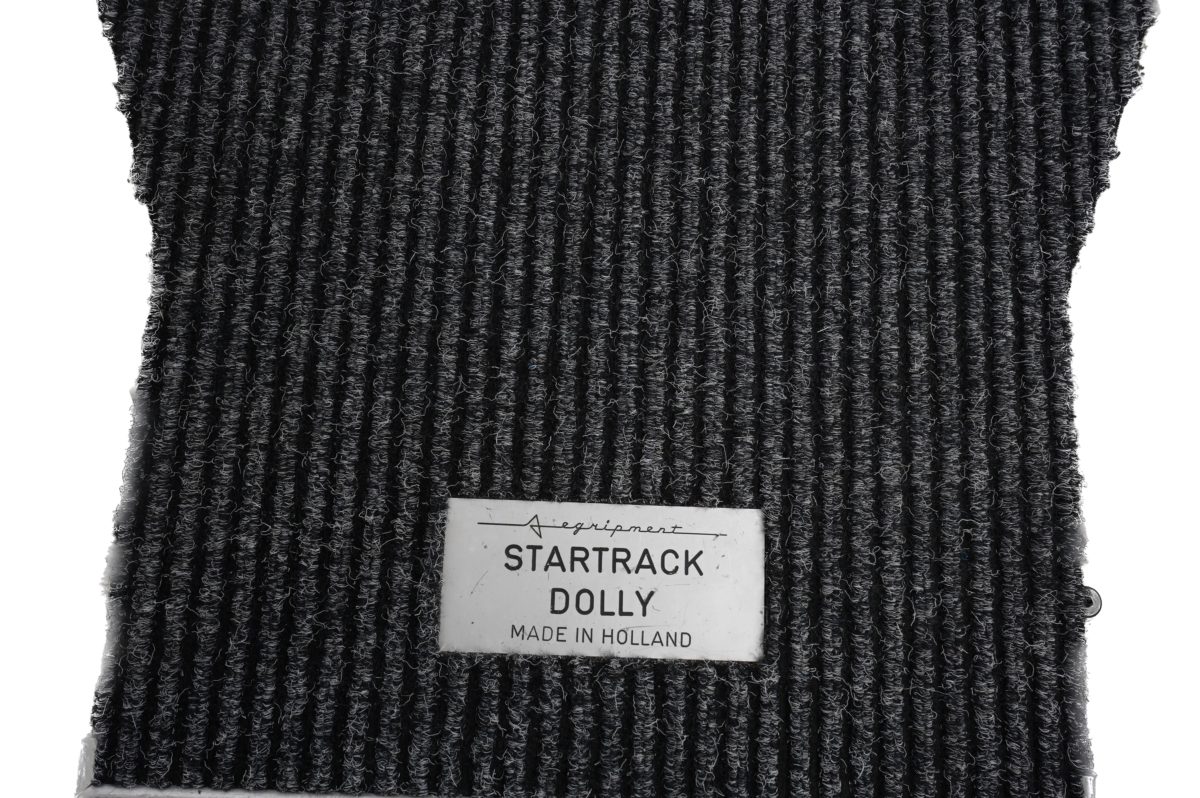 egripment
STARTRACK
DOLLY
MADE IN HOLLAND